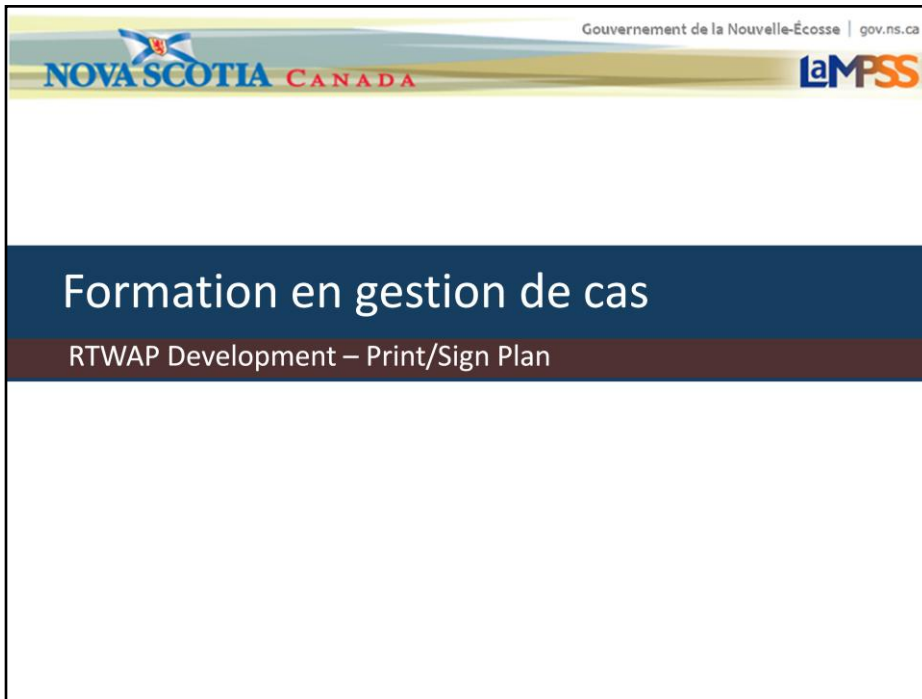 Gouvernement de la Nouvelle-Écosse | gov.ns.ca
NOVA SCOTIA CANADA
LaMPSS
Formation en gestion de cas
RTWAP Development – Print/Sign Plan